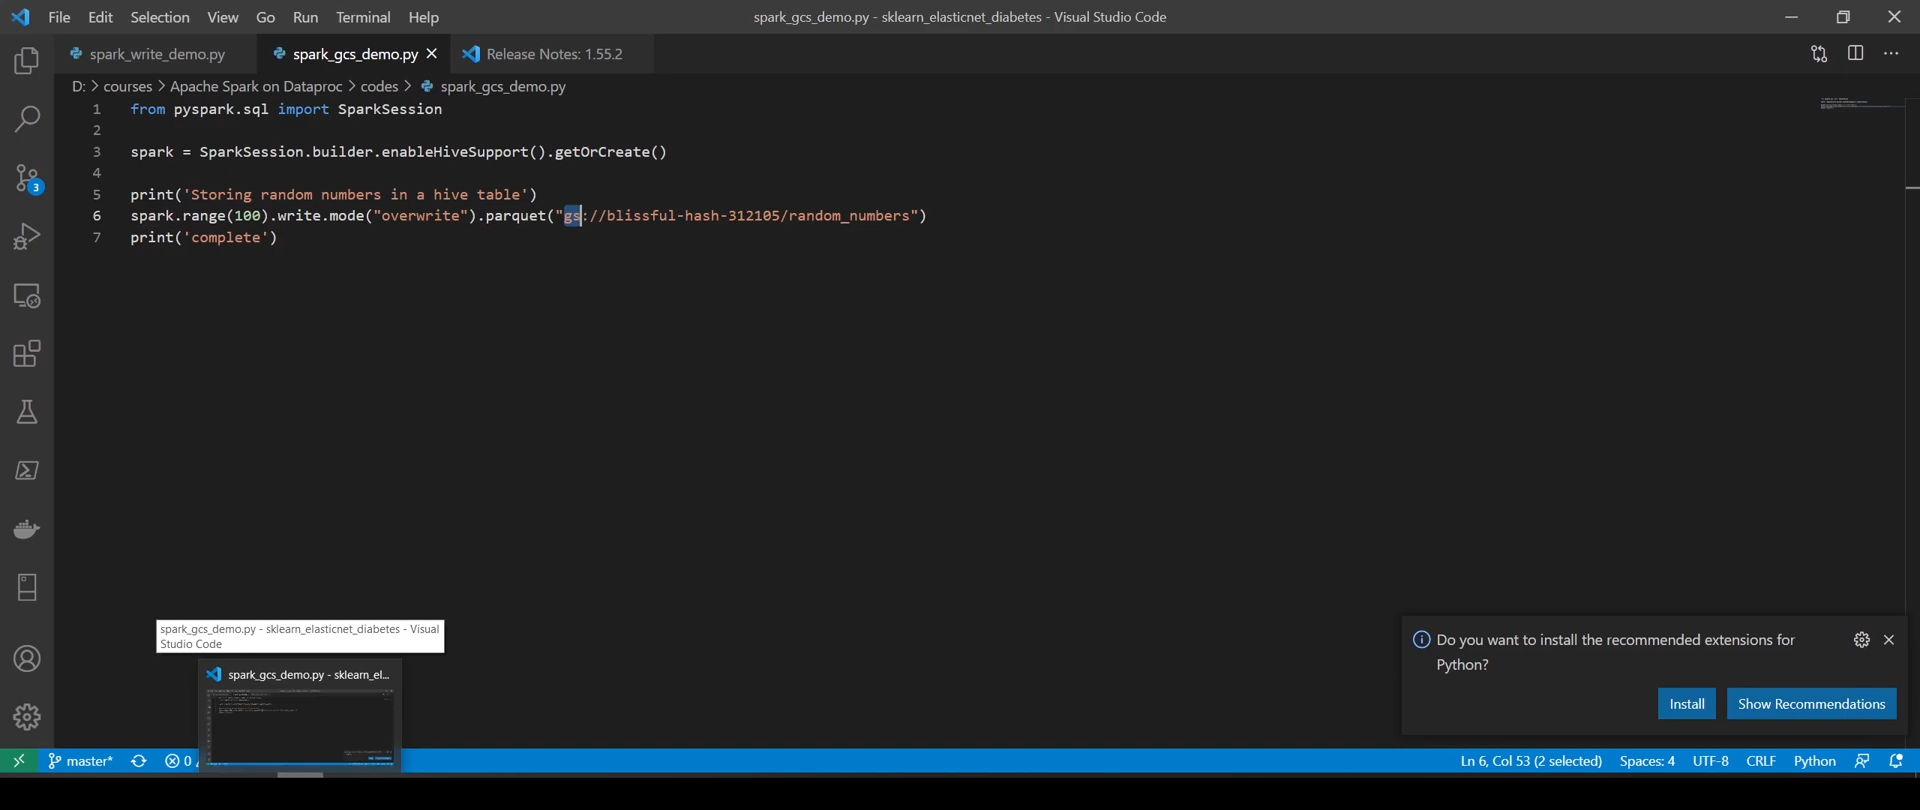 File Edit Selection View Go Run Terminal Help
spark_gcs_demo.py - sklearn_elasticnet_diabetes - Visual Studio Code
spark_write_demo.py spark_gcs_demo.py Release Notes: 1.55.2
D: > courses > Apache Spark on Dataproc > codes > spark_gcs_demo.py
1 from pyspark.sql import SparkSession
2
3 spark = SparkSession.builder.enableHiveSupport().getOrCreate()
4
5 print('Storing random numbers in a hive table')
6 spark.range(100).write.mode("overwrite").parquet("gs://blissful-hash-312105/random_numbers")
7 print('complete')
3
spark_gcs_demo.py - sklearn_elasticnet_diabetes - Visual
Studio Code
spark_gcs_demo.py - sklearn_el...
Do you want to install the recommended extensions for
Python?
Install Show Recommendations
master* 0 Ln 6, Col 53 (2 selected) Spaces: 4 UTF-8 CRLF Python